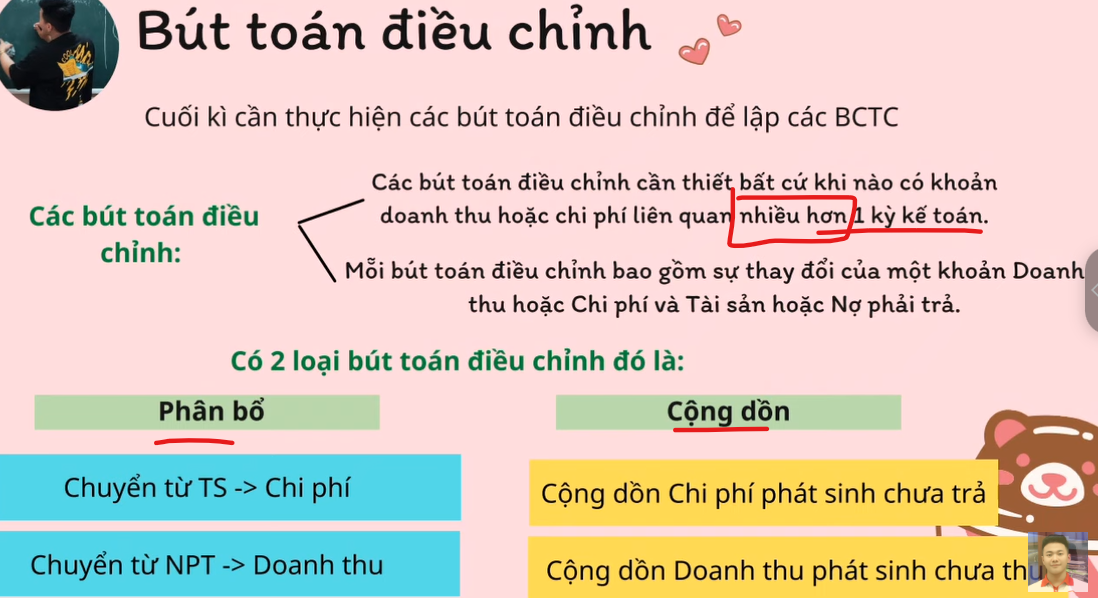 Bút toán điều chỉnh
Cuối kì cần thực hiện các bút toán điều chỉnh để lập các BCTC
Các bút toán điều chỉnh cần thiết bất cứ khi nào có khoản
doanh thu hoặc chi phí liên quan nhiều hơn 1 kỳ kế toán.
Các bút toán điều
chỉnh:
Mỗi bút toán điều chỉnh bao gồm sự thay đổi của một khoản Doanh
thu hoặc Chi phí và Tài sản hoặc Nợ phải trả.
Có 2 loại bút toán điều chỉnh đó là:
Phân bổ
Cộng dồn
Chuyển từ TS -> Chi phí
Cộng dồn Chi phí phát sinh chưa trả
Chuyển từ NPT -> Doanh thu
Cộng dồn Doanh thu phát sinh chưa